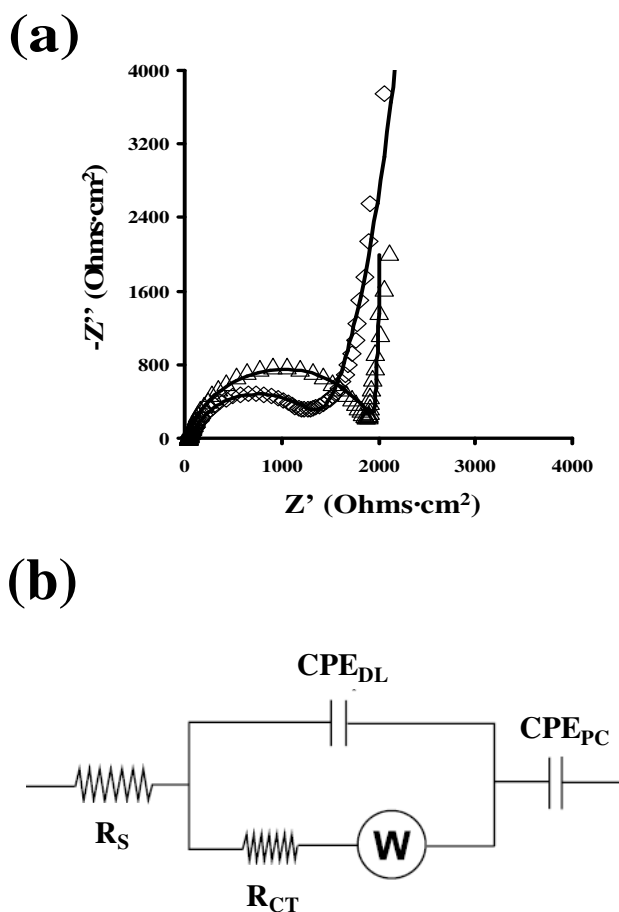 (a)
4000
3200
2400
1600
800
0
-Z’’ (Ohms·cm²)
0 1000 2000 3000 4000
Z’ (Ohms·cm²)
(b)
CPE_DL
CPE_PC
R_S
W
R_CT